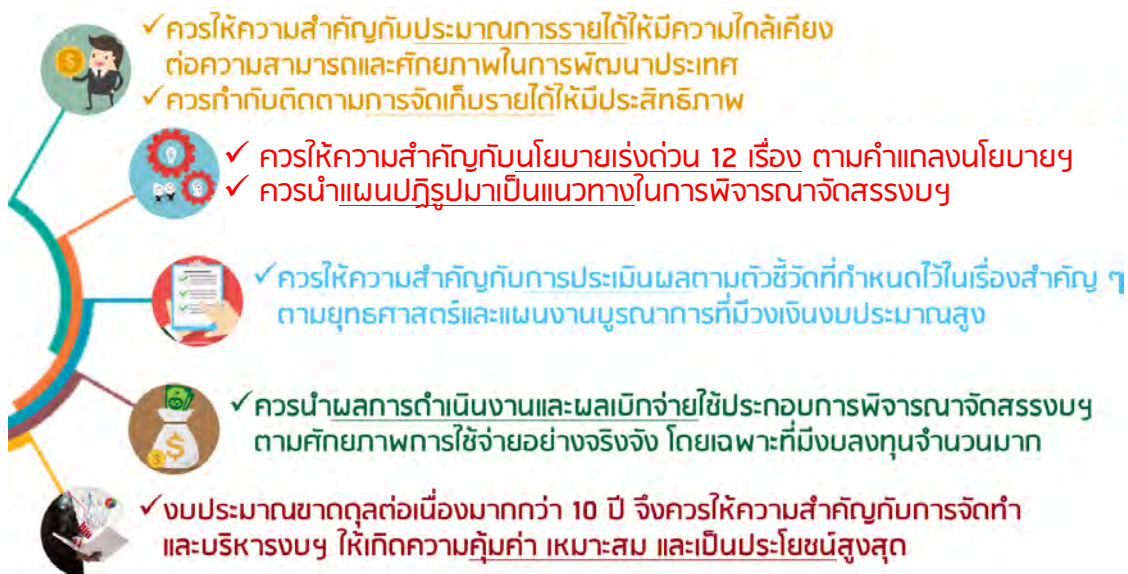 ✓ ควรให้ความสำคัญกับประมาณการรายได้ให้มีความใกล้เคียง
ต่อความสามารถและศักยภาพในการพัฒนาประเทศ
✓ ควรกำกับติดตามการจัดเก็บรายได้ให้มีประสิทธิภาพ
✓ ควรให้ความสำคัญกับนโยบายเร่งด่วน 12 เรื่อง ตามคำแถลงนโยบายฯ
✓ ควรนำแผนปฏิรูปมาเป็นแนวทางในการพิจารณาจัดสรรงบฯ
✓ ควรให้ความสำคัญกับการประเมินผลตามตัวชี้วัดที่กำหนดไว้ในเรื่องสำคัญ ๆ
ตามยุทธศาสตร์และแผนงานบูรณาการที่มีวงเงินงบประมาณสูง
✓ ควรนำผลการดำเนินงานและผลเบิกจ่ายใช้ประกอบการพิจารณาจัดสรรงบฯ
ตามศักยภาพการใช้จ่ายอย่างจริงจัง โดยเฉพาะที่มีงบลงทุนจำนวนมาก
✓ งบประมาณขาดดุลต่อเนื่องมากกว่า 10 ปี จึงควรให้ความสำคัญกับการจัดทำ
และบริหารงบฯ ให้เกิดความคุ้มค่า เหมาะสม และเป็นประโยชน์สูงสุด